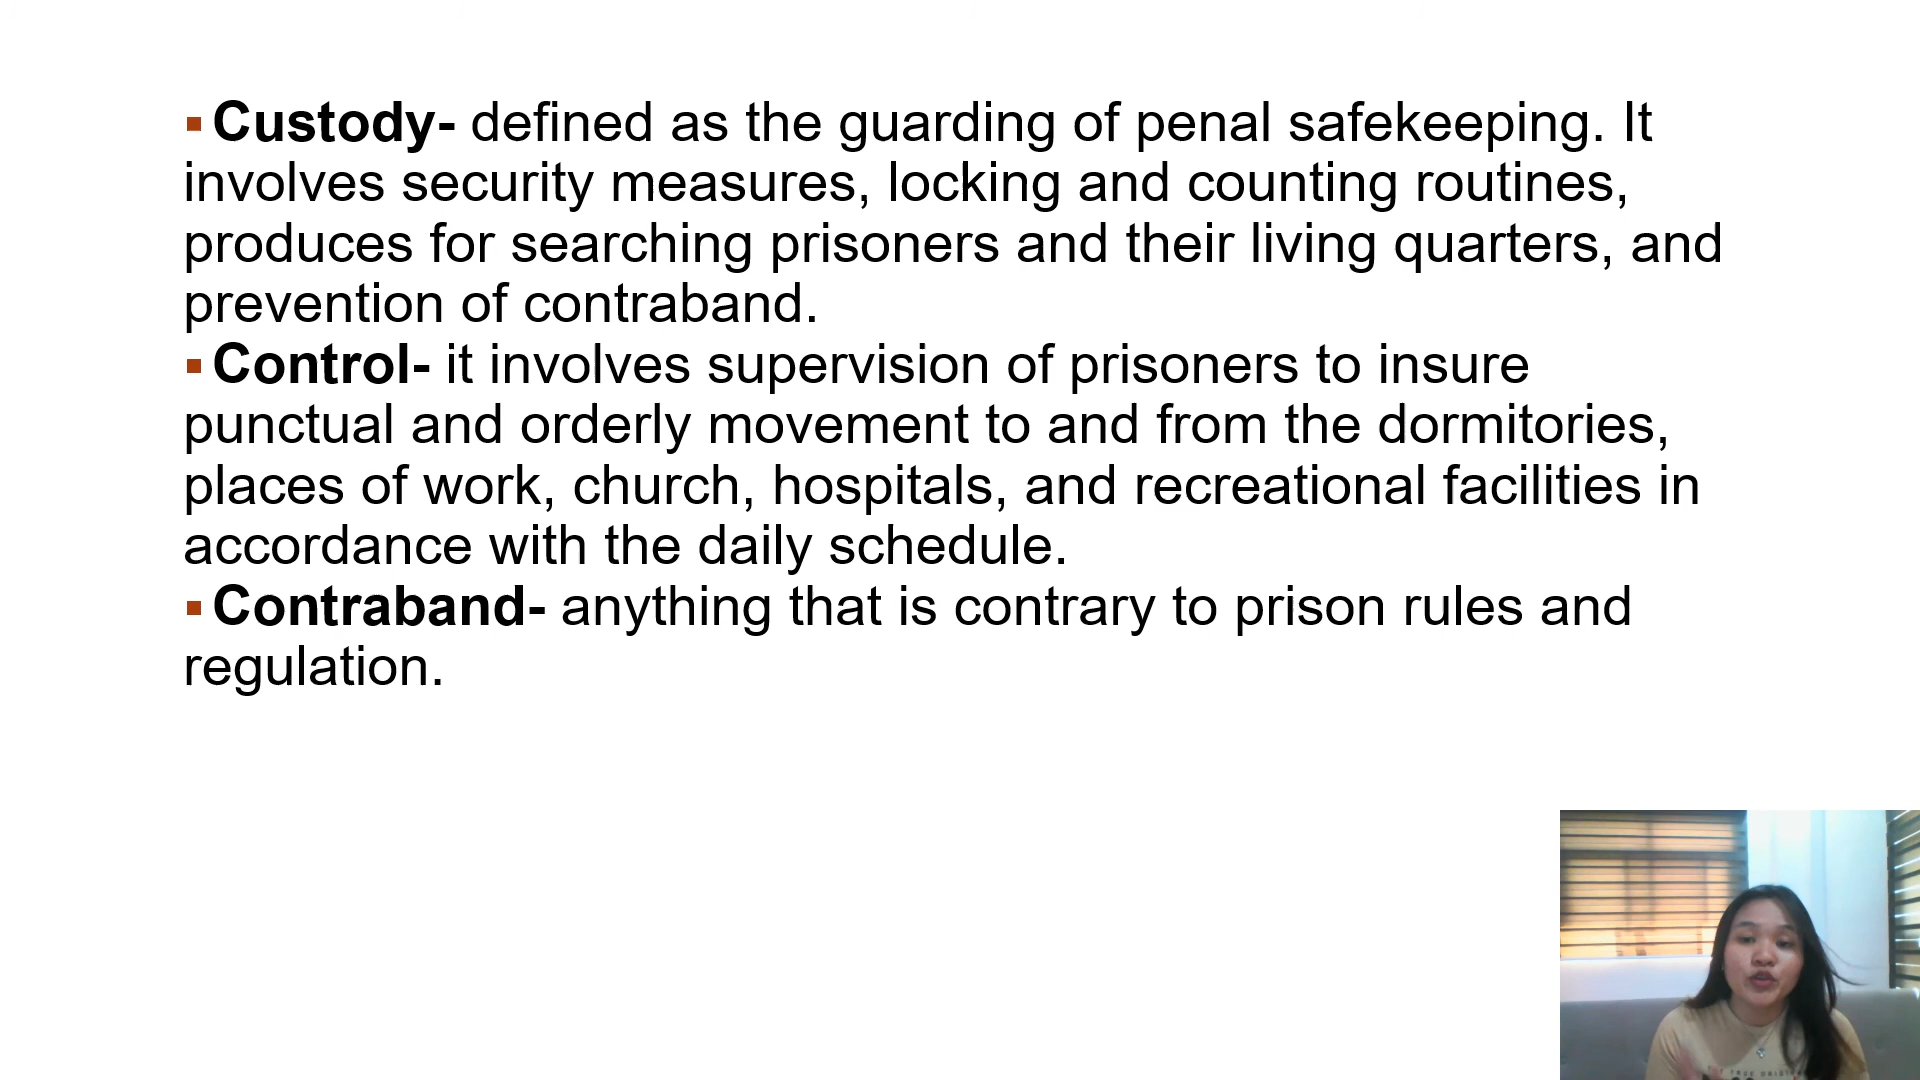 ▪Custody- defined as the guarding of penal safekeeping. It
involves security measures, locking and counting routines,
produces for searching prisoners and their living quarters, and
prevention of contraband.
▪Control- it involves supervision of prisoners to insure
punctual and orderly movement to and from the dormitories,
places of work, church, hospitals, and recreational facilities in
accordance with the daily schedule.
▪Contraband- anything that is contrary to prison rules and
regulation.